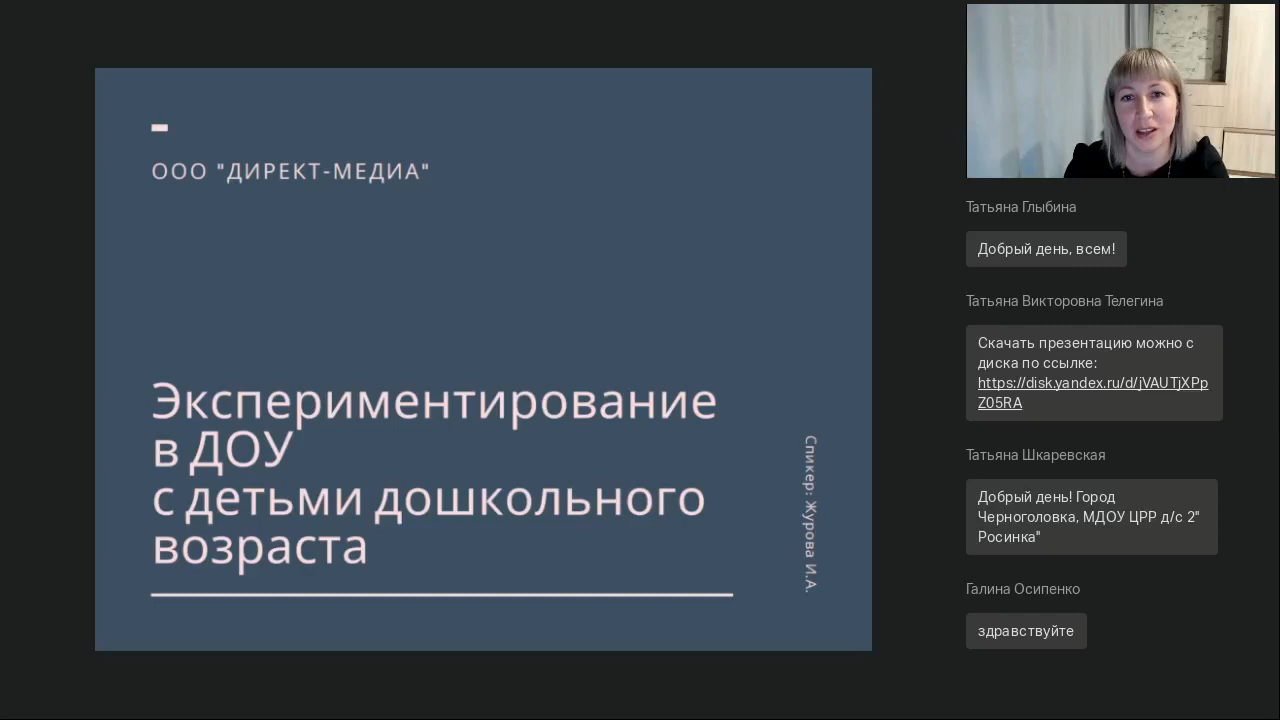 ООО "ДИРЕКТ-МЕДИА"
Экспериментирование
в ДОУ
с детьми дошкольного
возраста
Спикер: Журова И.А.
Татьяна Глыбина
Добрый день, всем!
Татьяна Викторовна Телегина
Скачать презентацию можно с
диска по ссылке:
https://disk.yandex.ru/d/jVAUTjXPp
Z05RA
Татьяна Шкаревская
Добрый день! Город
Черноголовка, МДОУ ЦРР д/с 2"
Росинка"
Галина Осипенко
здравствуйте